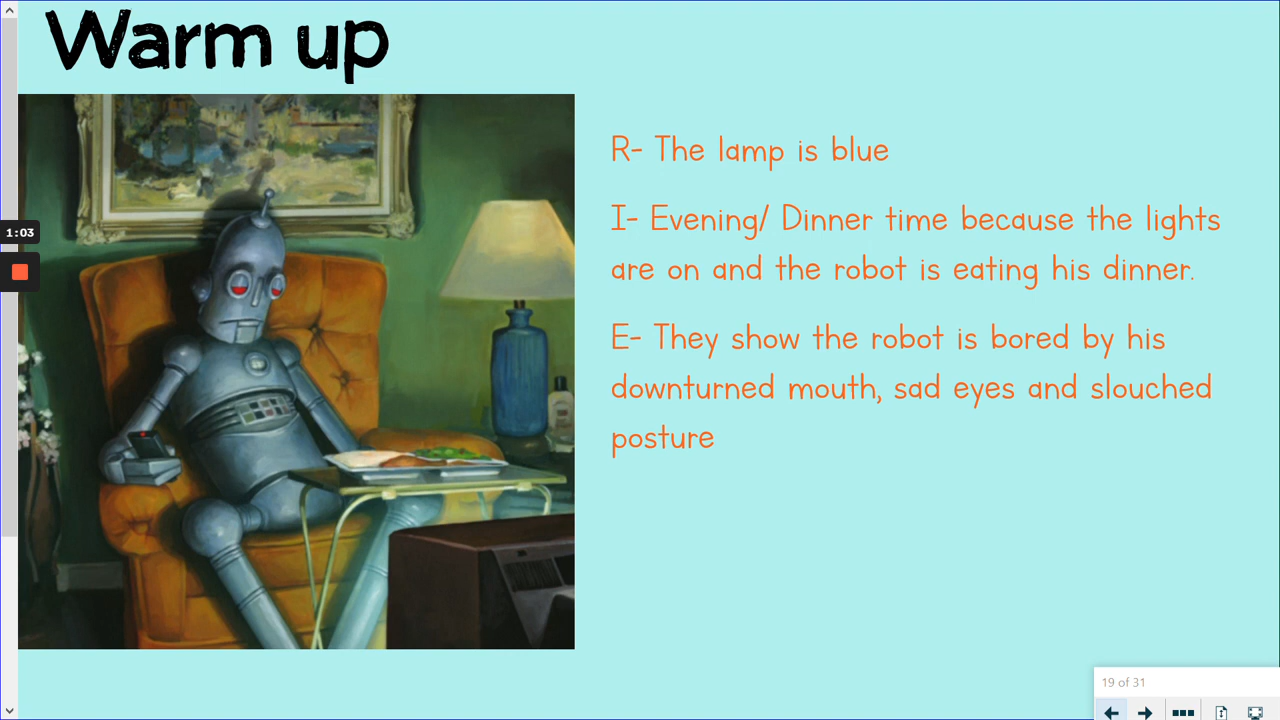 Warm up
R- The lamp is blue
I- Evening/ Dinner time because the lights
are on and the robot is eating his dinner.
E- They show the robot is bored by his
downturned mouth, sad eyes and slouched
posture
1:03
19 of 31